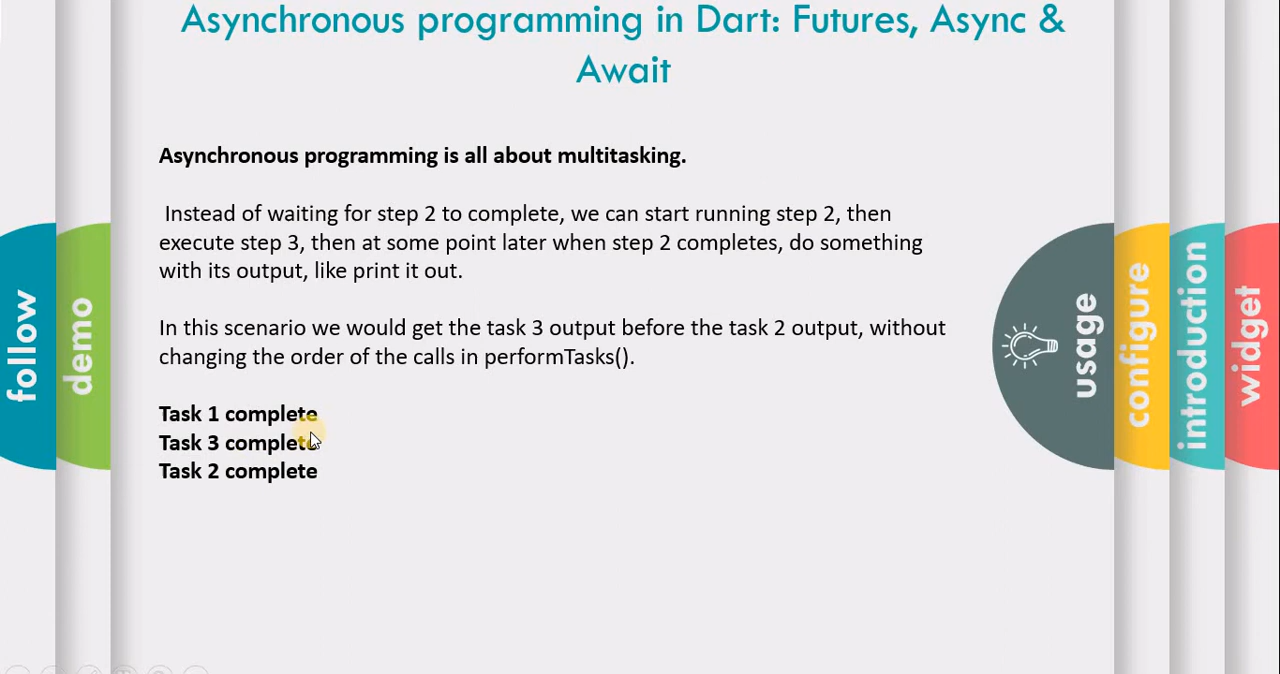 Asynchronous programming in Dart: Futures, Async &
Await
Asynchronous programming is all about multitasking.
Instead of waiting for step 2 to complete, we can start running step 2, then
execute step 3, then at some point later when step 2 completes, do something
with its output, like print it out.
In this scenario we would get the task 3 output before the task 2 output, without
changing the order of the calls in performTasks().
Task 1 complete
Task 3 complete
Task 2 complete
follow
demo
usage
configure
introduction
widget